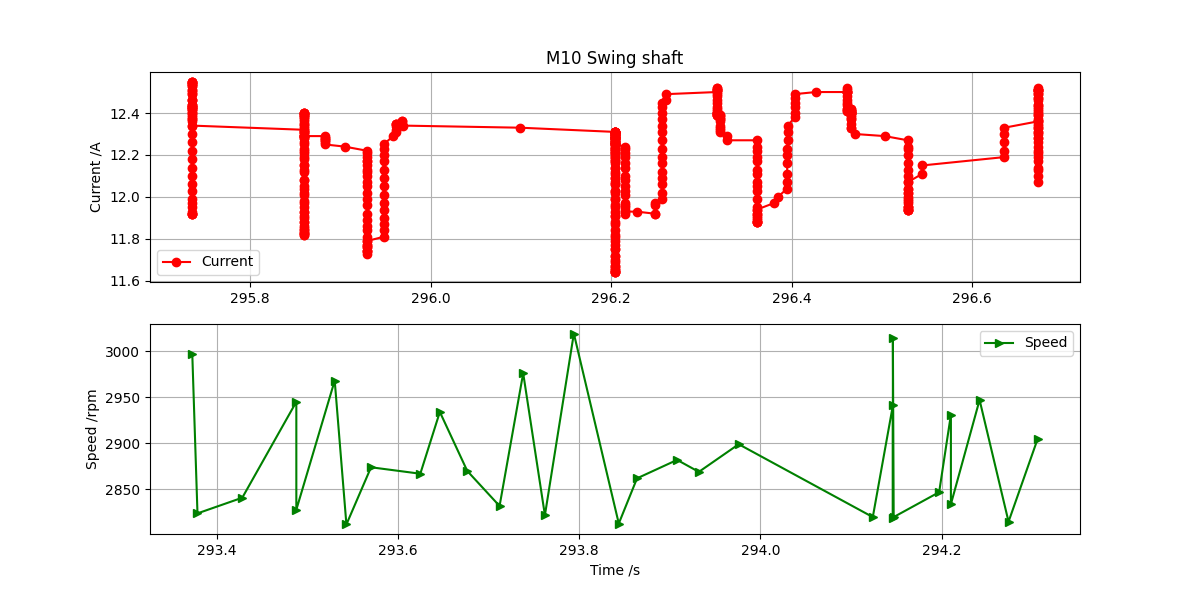 M10 Swing shaft
Current /A
12.4
12.2
12.0
11.8
11.6
Current
295.8 296.0 296.2 296.4 296.6
Speed /rpm
3000
2950
2900
2850
Speed
293.4 293.6 293.8 294.0 294.2
Time /s